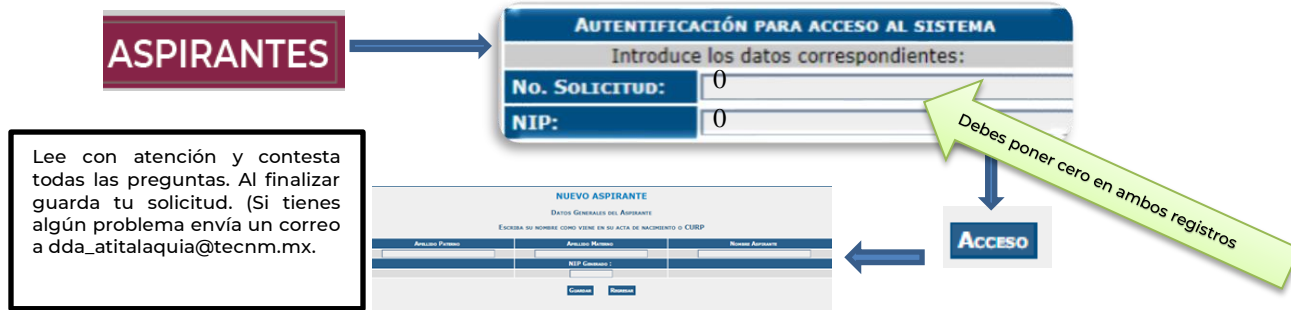 ASPIRANTES
AUTENTIFICACIÓN PARA ACCESO AL SISTEMA
Introduce los datos correspondientes:
NO. SOLICITUD: 0
NIP: 0
Debes poner cero en ambos registros
ACCESO
NUEVO ASPIRANTE
DATOS GENERALES DEL ASPIRANTE
ESCRIBA SU NOMBRE COMO VIENE EN SU ACTA DE NACIMIENTO O CURP
APELLIDO PATERNO APELLIDO MATERNO NOMBRE ASPIRANTE
NIP GENERADO :
GUARDAR REGRESAR
Lee con atención y contesta
todas las preguntas. Al finalizar
guarda tu solicitud. (Si tienes
algún problema envía un correo
a dda_atitalaquia@tecnm.mx.